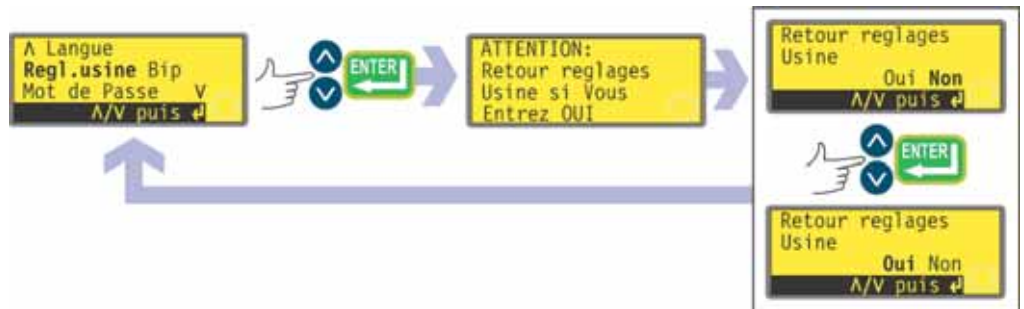 Λ Langue
Regl.usine Bip
Mot de Passe V
Λ/V puis ↲
ENTER
ATTENTION:
Retour reglages
Usine si Vous
Entrez OUI
Retour reglages
Usine
Oui Non
Λ/V puis ↲
ENTER
Retour reglages
Usine
Oui Non
Λ/V puis ↲